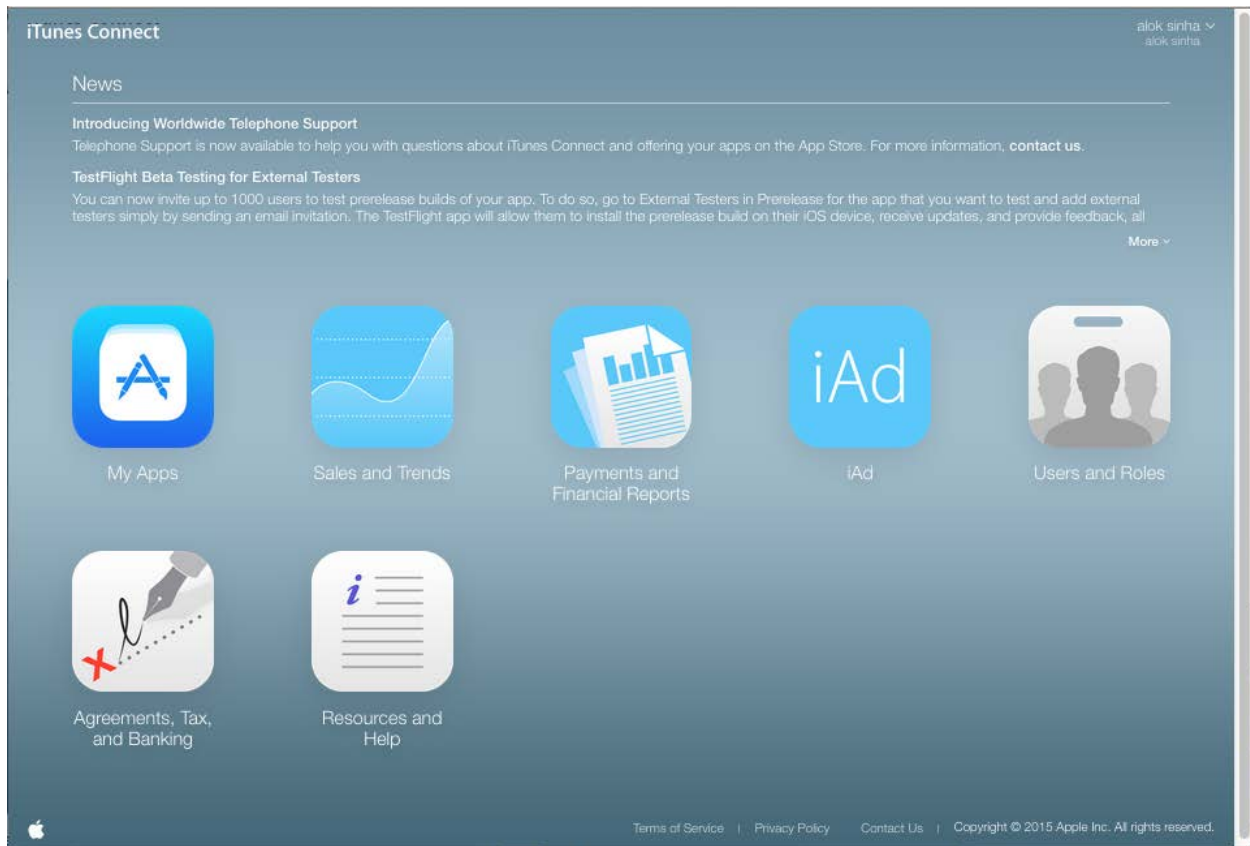 iTunes Connect
alok sinha
alok sinha
News
Introducing Worldwide Telephone Support
Telephone Support is now available to help you with questions about iTunes Connect and offering your apps on the App Store. For more information, contact us.
TestFlight Beta Testing for External Testers
You can now invite up to 1000 users to test prerelease builds of your app. To do so, go to External Testers in Prerelease for the app that you want to test and add external
testers simply by sending an email invitation. The TestFlight app will allow them to install the prerelease build on their iOS device, receive updates, and provide feedback, all
More
iAd
My Apps
Sales and Trends
Payments and
Financial Reports
iAd
Users and Roles
Agreements, Tax,
and Banking
Resources and
Help
Terms of Service | Privacy Policy Contact Us | Copyright © 2015 Apple Inc. All rights reserved.